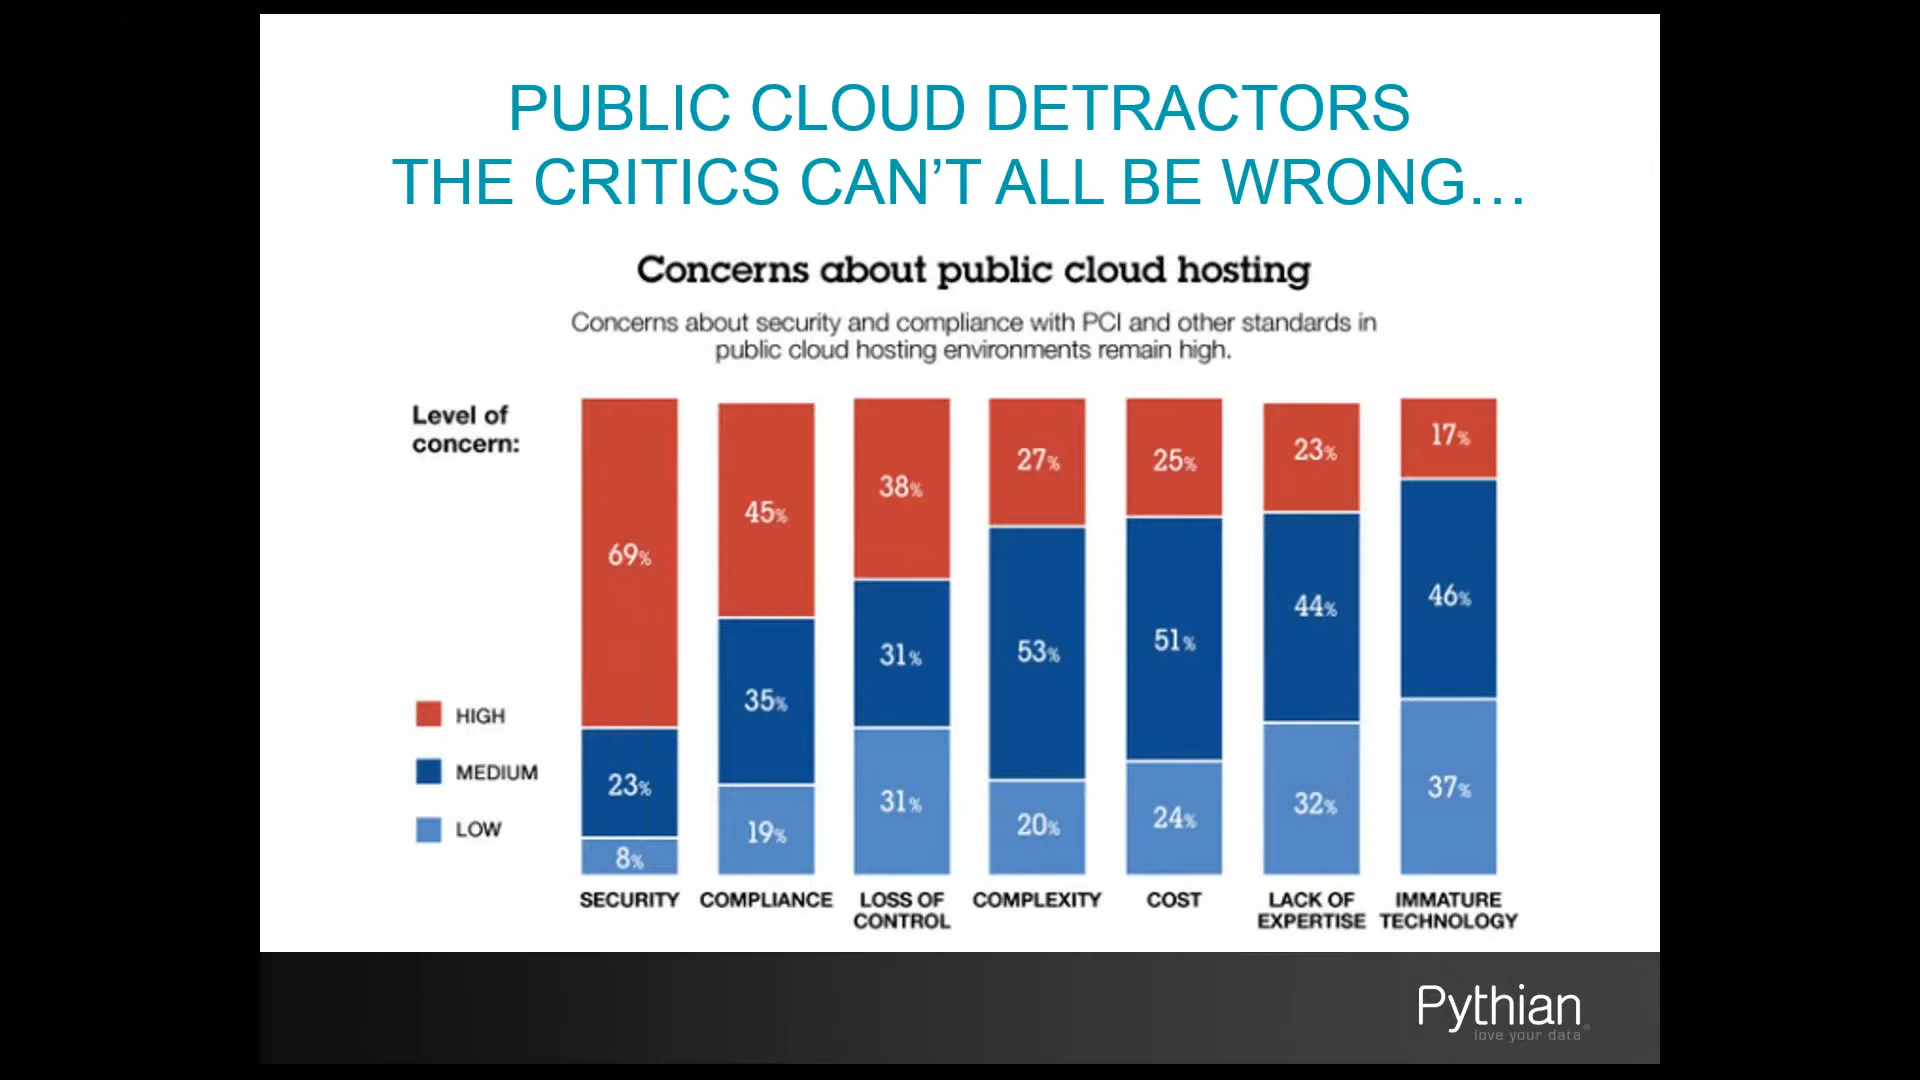 PUBLIC CLOUD DETRACTORS
THE CRITICS CAN'T ALL BE WRONG…
Concerns about public cloud hosting
Concerns about security and compliance with PCI and other standards in
public cloud hosting environments remain high.
Level of
concern:
HIGH
MEDIUM
LOW
69%
23%
8%
SECURITY
45%
35%
19%
COMPLIANCE
38%
31%
31%
LOSS OF
CONTROL
27%
53%
20%
COMPLEXITY
25%
51%
24%
COST
23%
44%
32%
LACK OF
EXPERTISE
17%
46%
37%
IMMATURE
TECHNOLOGY
Pythian
love your data®